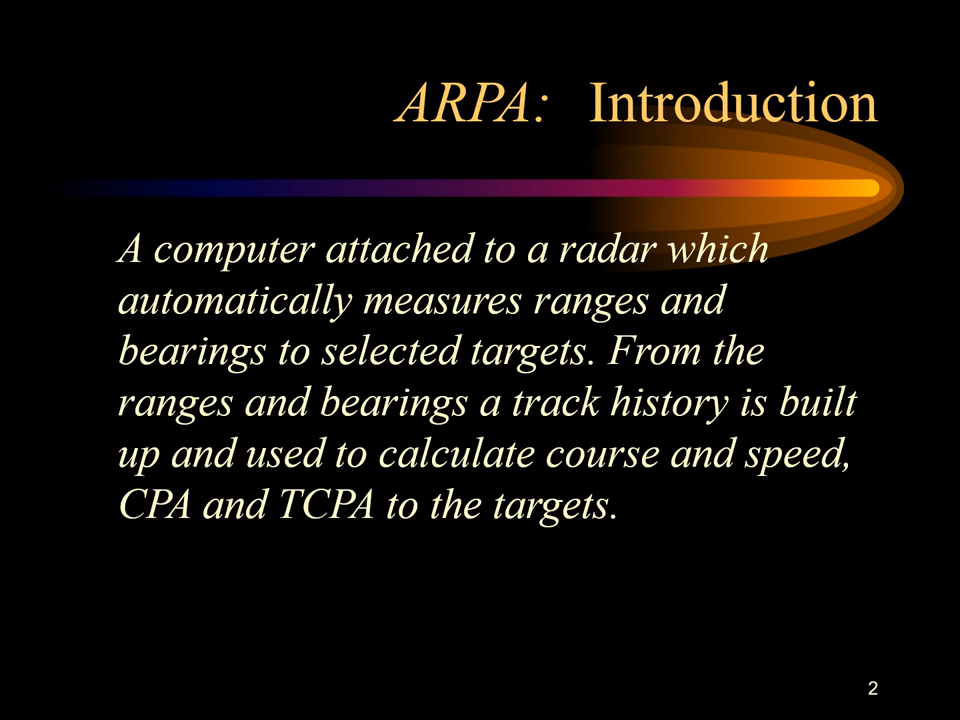 ARPA: Introduction
A computer attached to a radar which
automatically measures ranges and
bearings to selected targets. From the
ranges and bearings a track history is built
up and used to calculate course and speed,
CPA and TCPA to the targets.
2